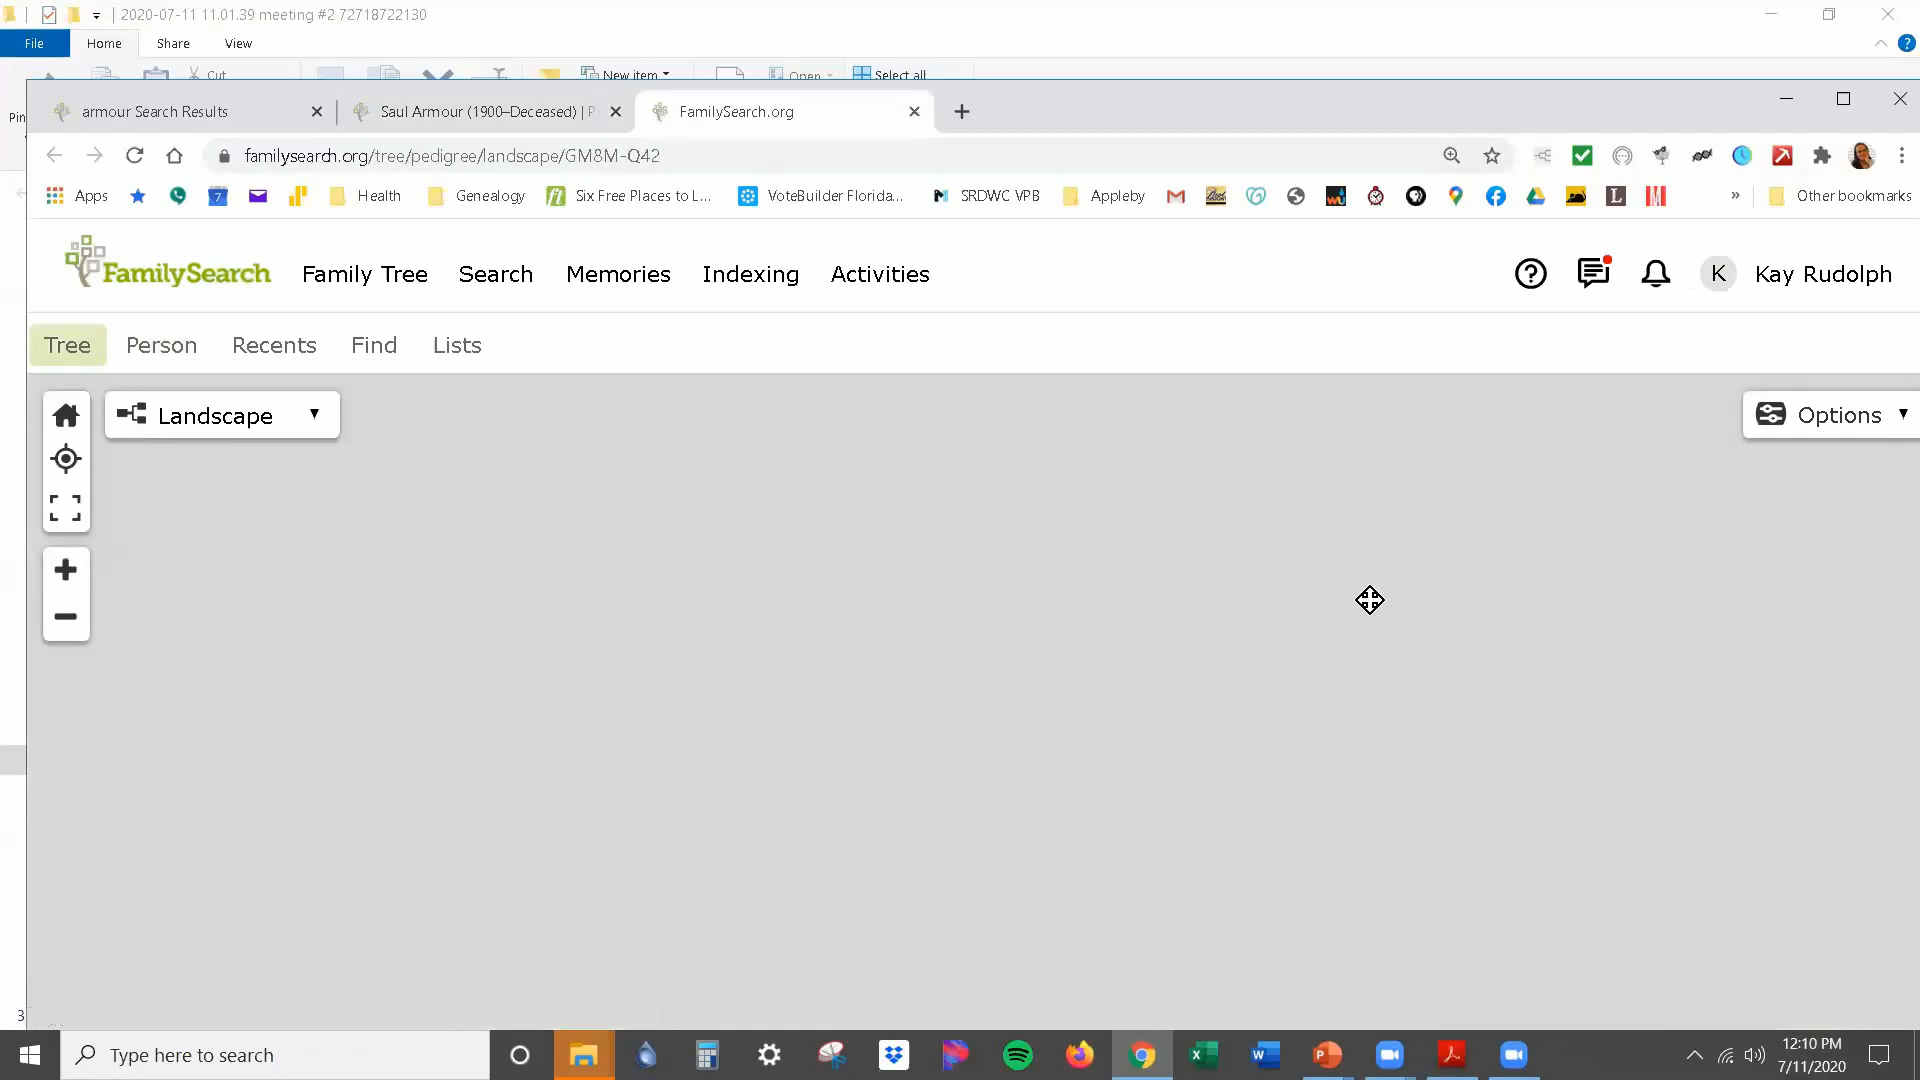 2020-07-11 11.01.39 meeting #2 72718722130
File Home Share View
Cut New item Open Select all
Pin
armour Search Results Saul Armour (1900–Deceased) | P FamilySearch.org
familysearch.org/tree/pedigree/landscape/GM8M-Q42
Apps 7 Health Genealogy Six Free Places to L... VoteBuilder Florida... SRDWC VPB Appleby » Other bookmarks
FamilySearch Family Tree Search Memories Indexing Activities K Kay Rudolph
Tree Person Recents Find Lists
Landscape Options
3
Type here to search
12:10 PM
7/11/2020